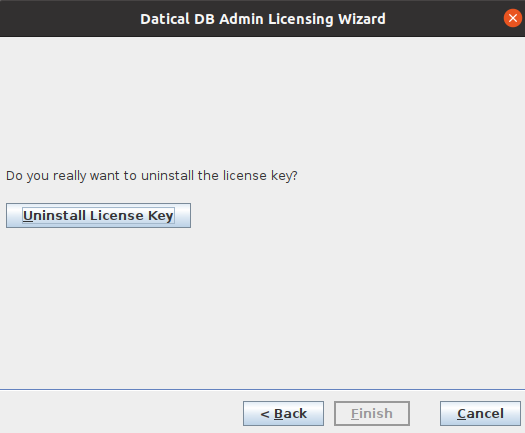 Datical DB Admin Licensing Wizard
Do you really want to uninstall the license key?
Uninstall License Key
< Back
Finish
Cancel